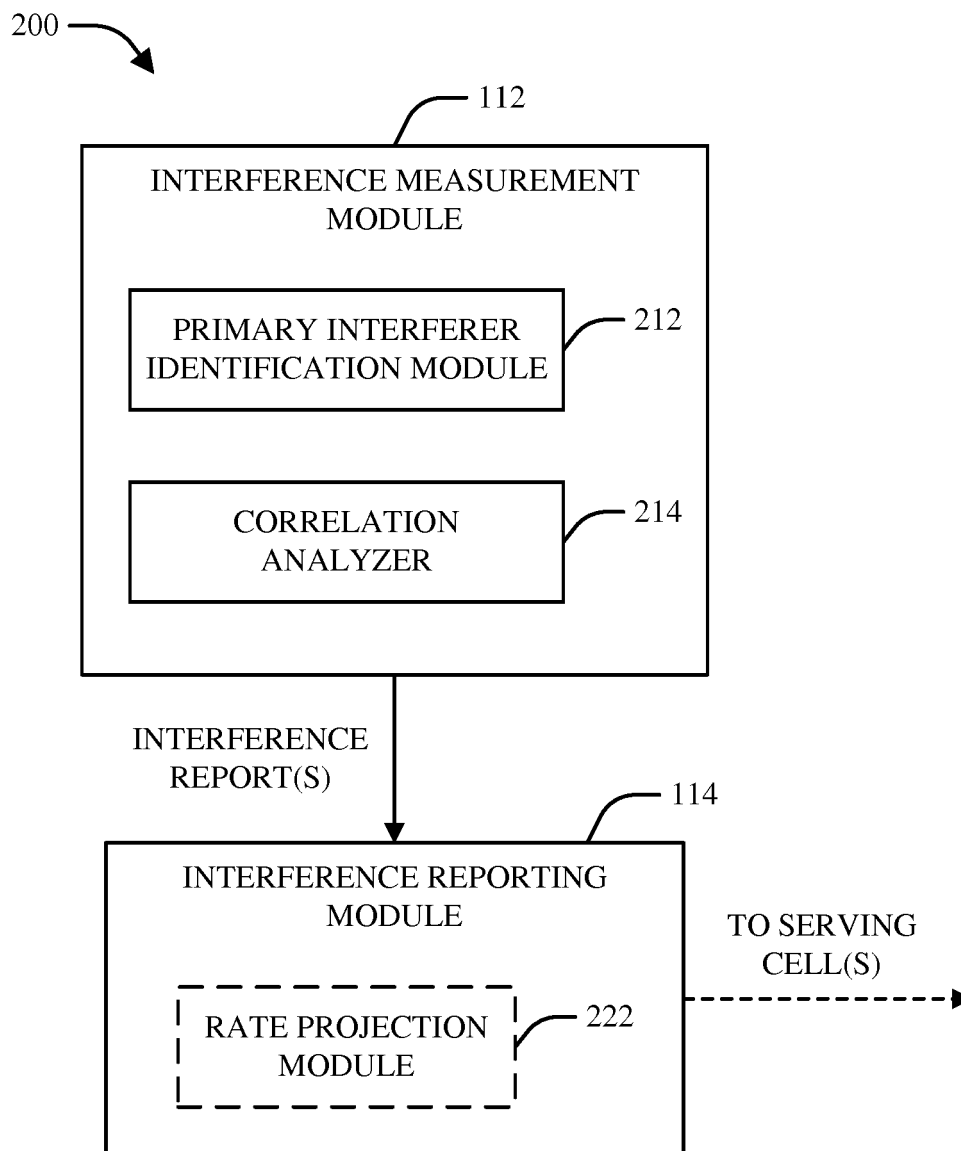 200
112
INTERFERENCE MEASUREMENT
MODULE
PRIMARY INTERFERER
IDENTIFICATION MODULE
212
CORRELATION
ANALYZER
214
INTERFERENCE
REPORT(S)
114
INTERFERENCE REPORTING
MODULE
TO SERVING
CELL(S)
RATE PROJECTION
MODULE
222